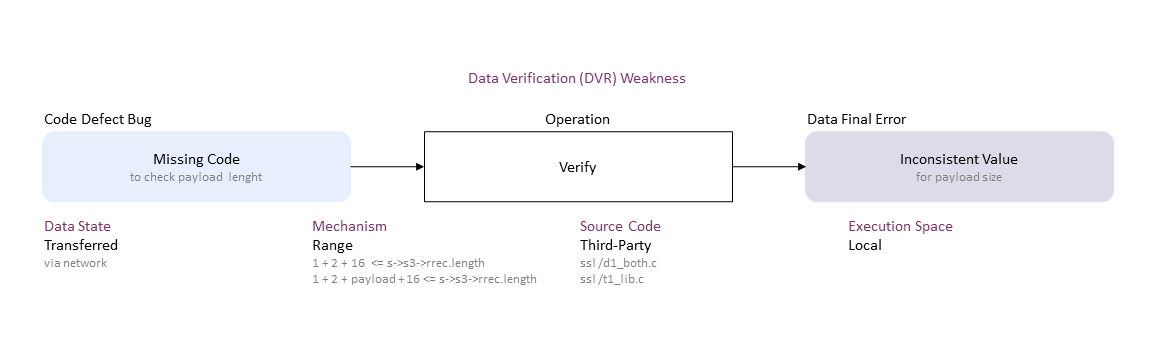 Data Verification (DVR) Weakness
Code Defect Bug
Operation
Data Final Error
Missing Code
to check payload lenght
Verify
Inconsistent Value
for payload size
Data State
Transferred
via network
Mechanism
Range
1 + 2 + 16 <= s->s3->rrec.length
1 + 2 + payload + 16 <= s->s3->rrec.length
Source Code
Third-Party
ssl/d1_both.c
ssl/t1_lib.c
Execution Space
Local